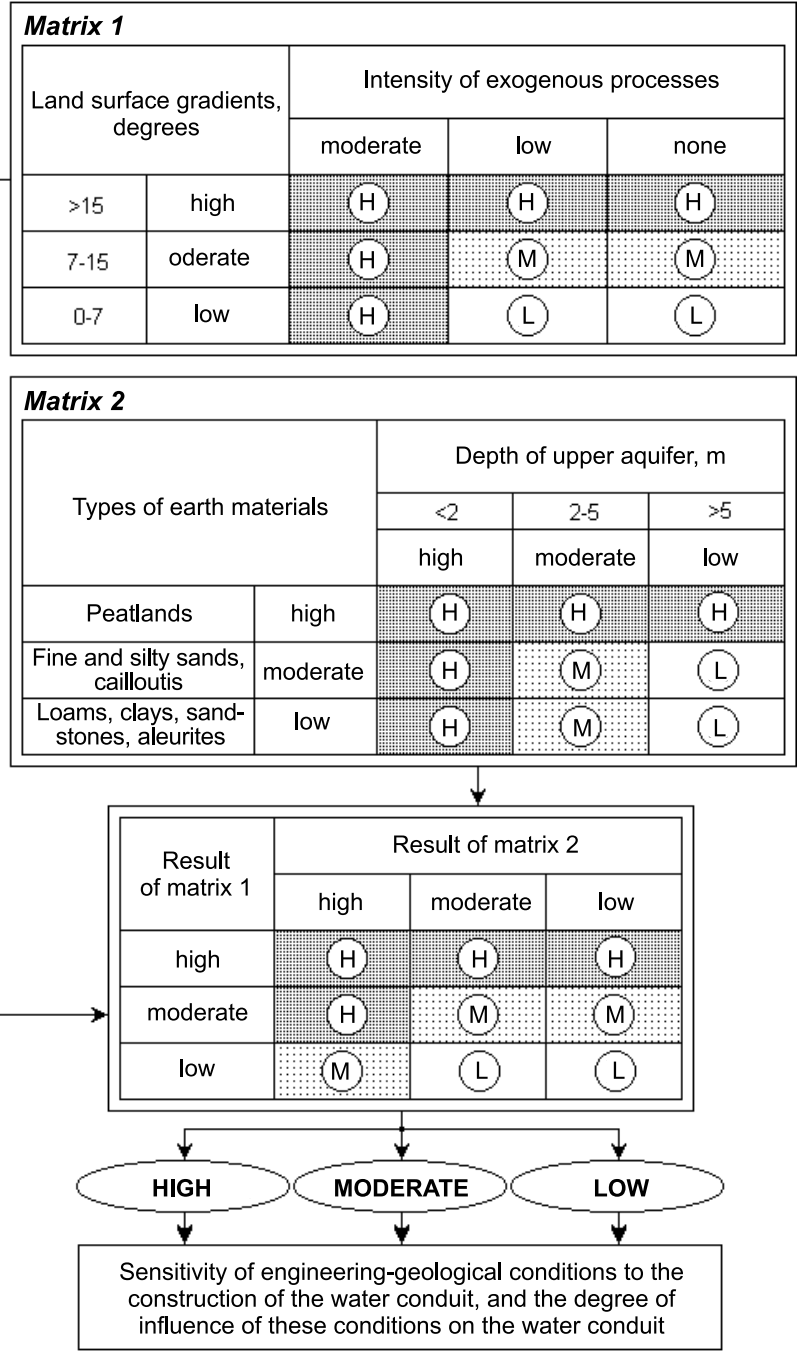 Matrix 1
Land surface gradients,
degrees
Intensity of exogenous processes
moderate low none
>15 high H H H
7-15 oderate H M M
0-7 low H L L
Matrix 2
Types of earth materials
Depth of upper aquifer, m
<2 2-5 >5
high moderate low
Peatlands high H H H
Fine and silty sands,
cailloutis
moderate H M L
Loams, clays, sand-
stones, aleurites
low H M L
Result
of matrix 1
Result of matrix 2
high moderate low
high H H H
moderate H M M
low M L L
HIGH MODERATE LOW
Sensitivity of engineering-geological conditions to the
construction of the water conduit, and the degree of
influence of these conditions on the water conduit